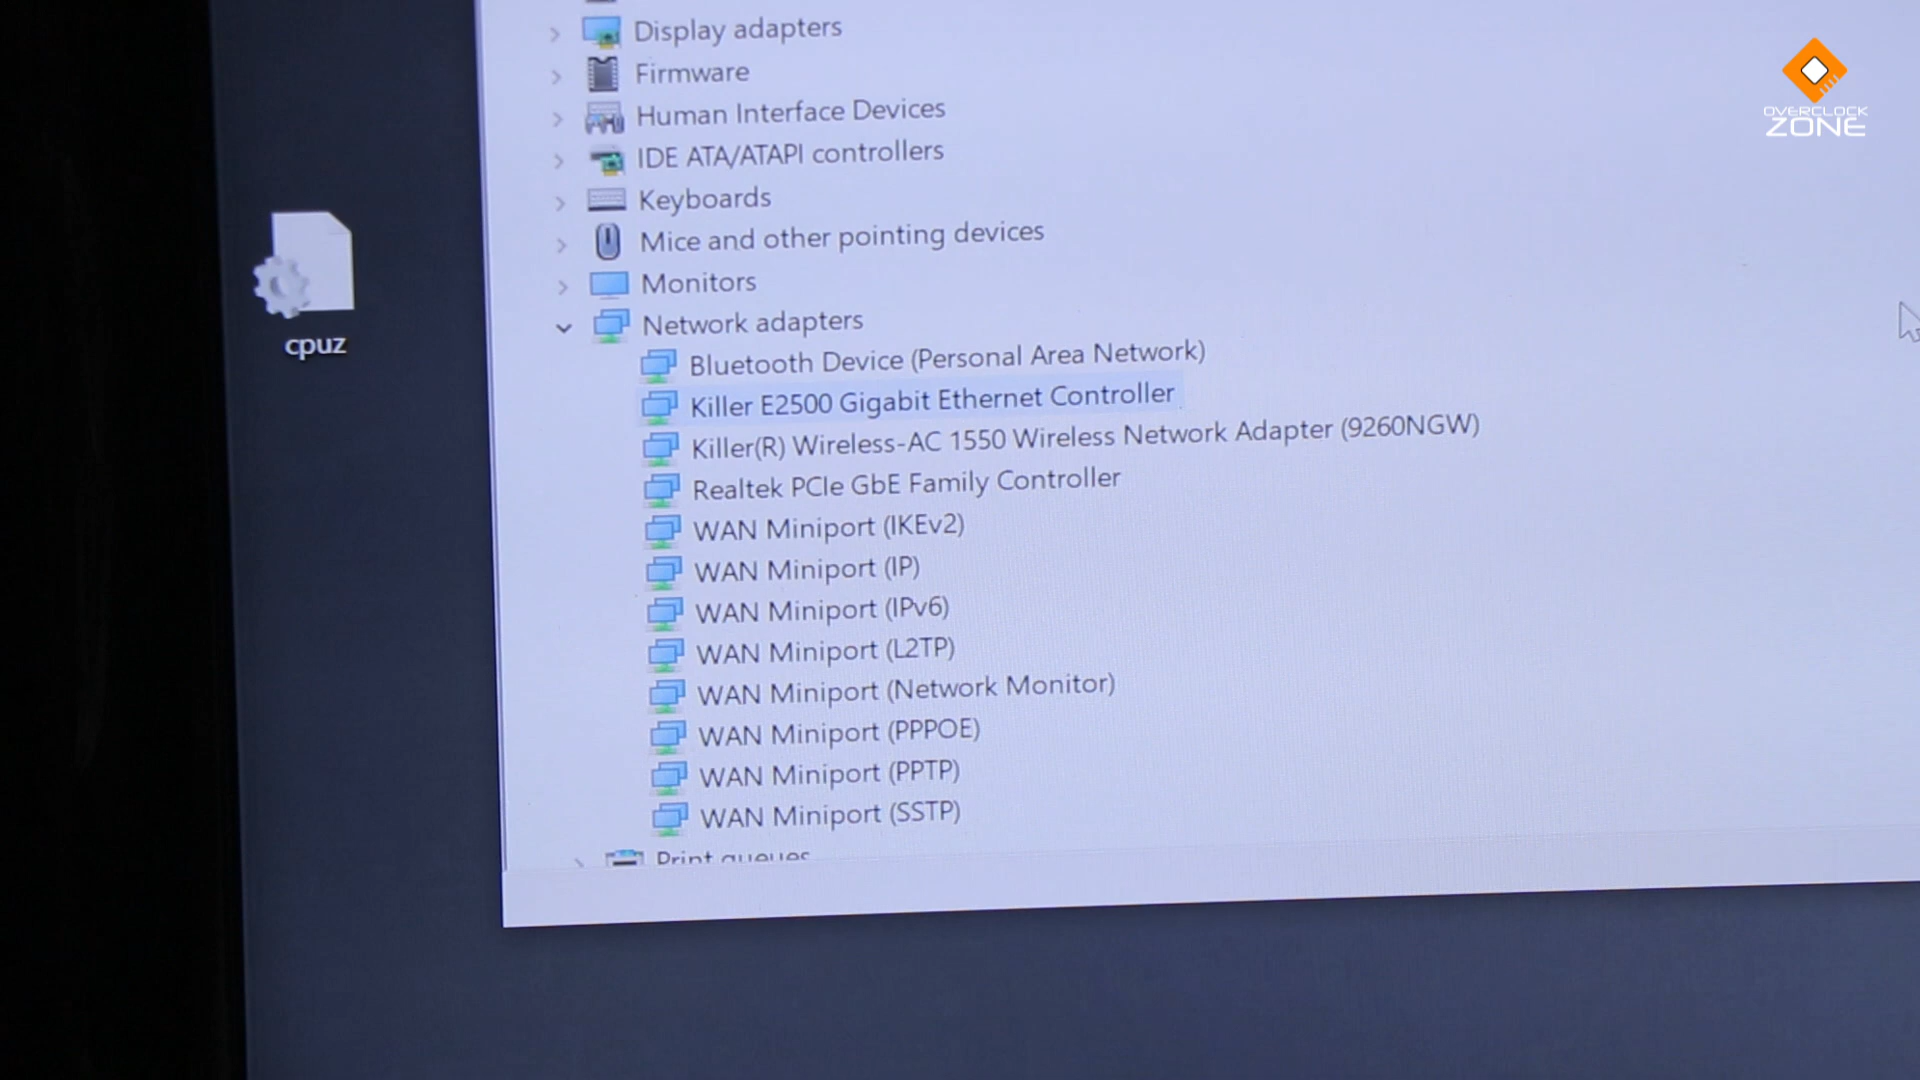 Display adapters
Firmware
Human Interface Devices
IDE ATA/ATAPI controllers
Keyboards
Mice and other pointing devices
Monitors
Network adapters
Bluetooth Device (Personal Area Network)
Killer E2500 Gigabit Ethernet Controller
Killer(R) Wireless-AC 1550 Wireless Network Adapter (9260NGW)
Realtek PCIe GbE Family Controller
WAN Miniport (IKEv2)
WAN Miniport (IP)
WAN Miniport (IPv6)
WAN Miniport (L2TP)
WAN Miniport (Network Monitor)
WAN Miniport (PPPOE)
WAN Miniport (PPTP)
WAN Miniport (SSTP)
Print queues
cpuz
OVERCLOCK
ZONE